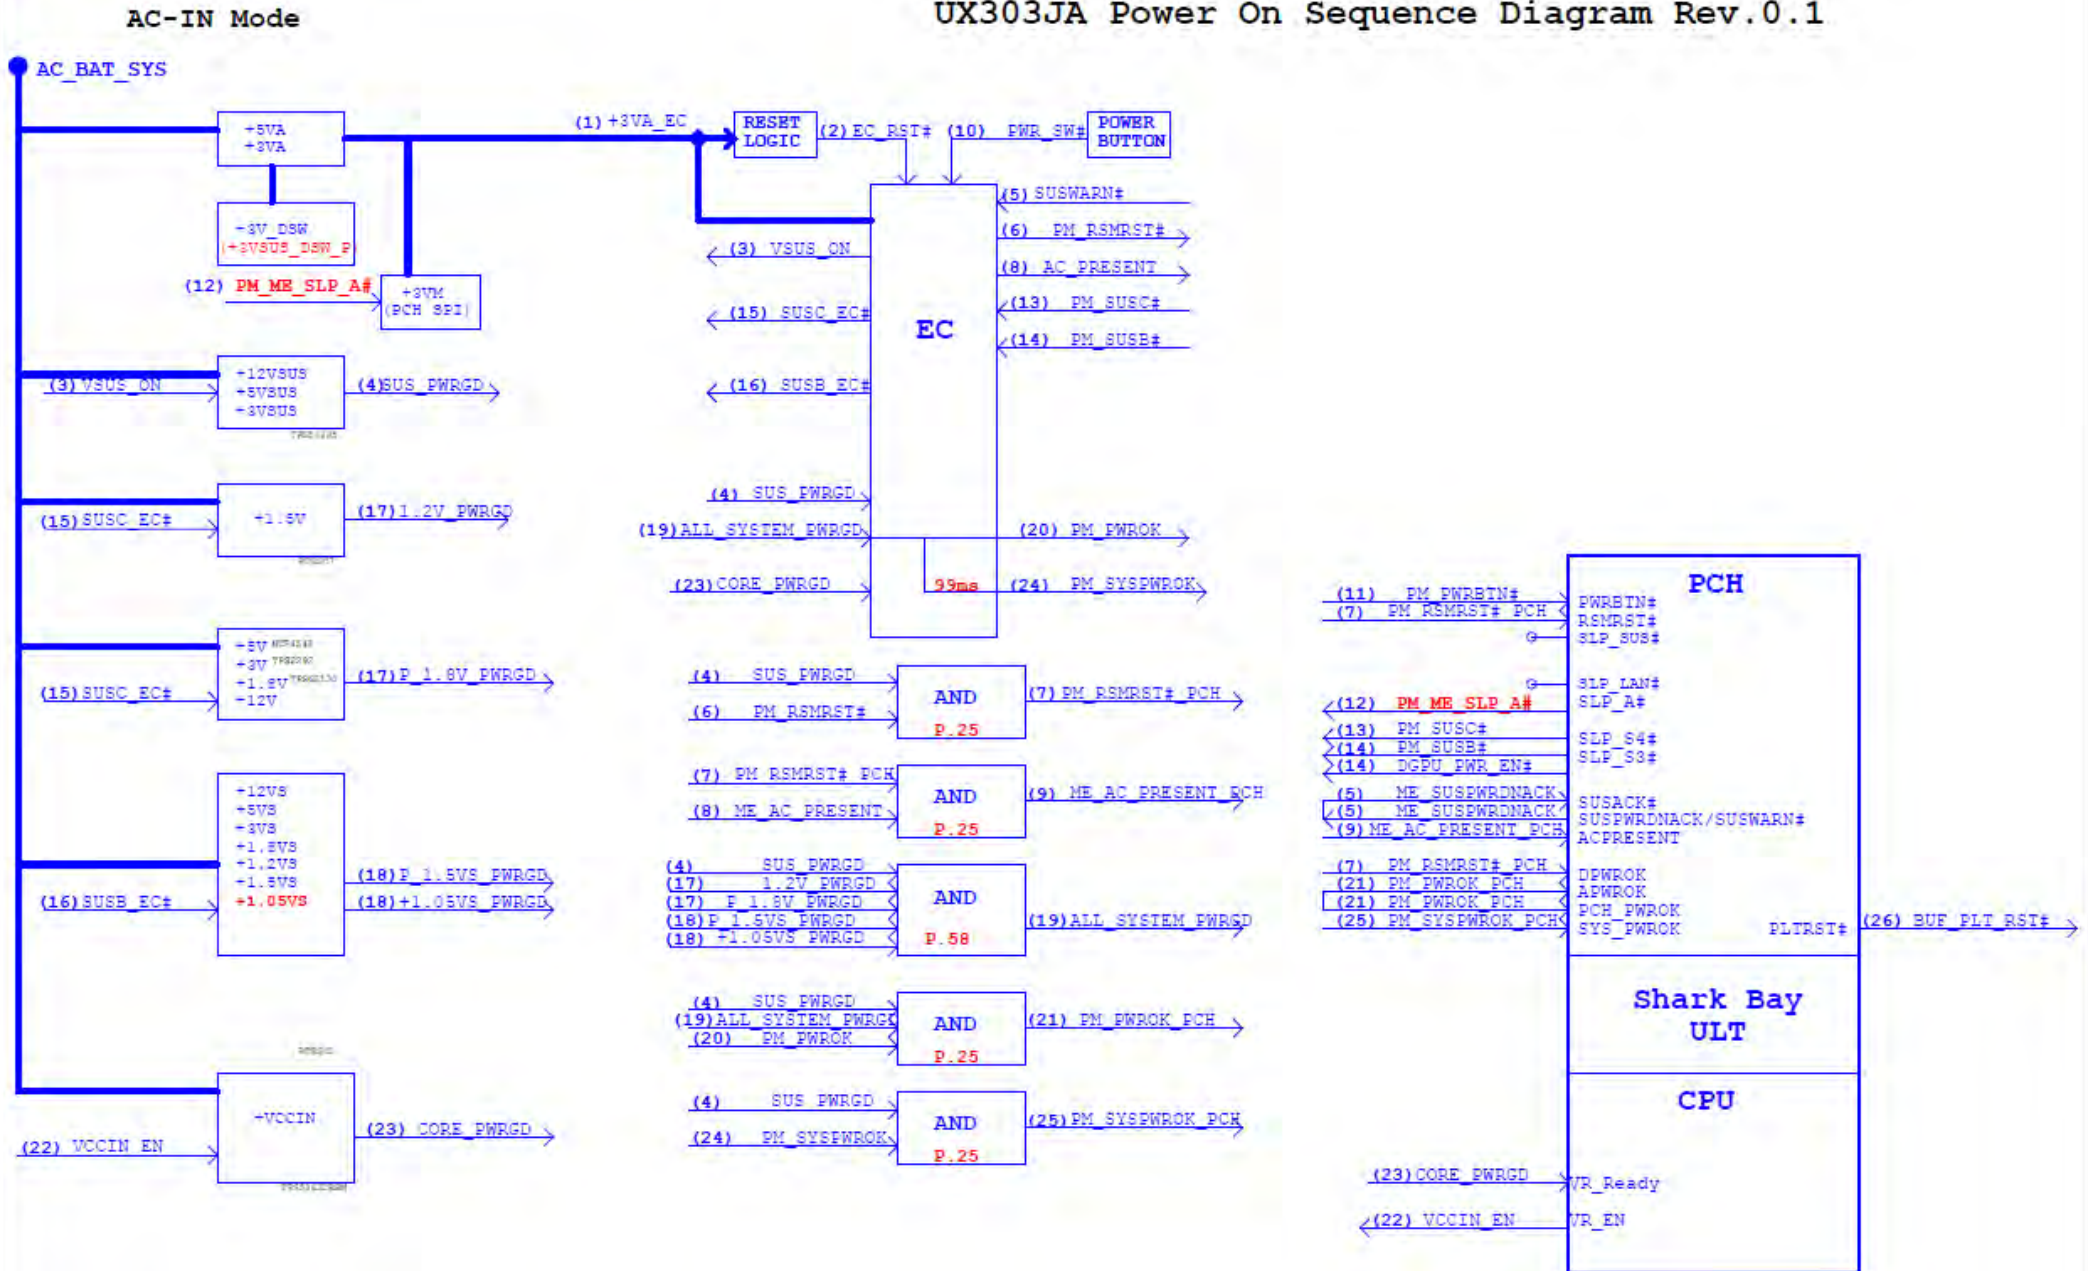 AC-IN Mode
UX303JA Power On Sequence Diagram Rev.0.1
AC_BAT_SYS
+5VA
+3VA
+3V_DSW
(+3VSUS_DSW_P)
(12) PM_ME_SLP_A#
+3VM
(PCH SPI)
(1) +3VA_EC
RESET
LOGIC
(2) EC_RST#
(10) PWR_SW#
POWER
BUTTON
(3) VSUS_ON
+12VSUS
+5VSUS
+3VSUS
(4)SUS_PWRGD
(15)SUSC_EC#
(17)1.2V_PWRGD
(15)SUSC_EC#
+5V
+3V
+1.8V
+12V
(17)P_1.8V_PWRGD
+12VS
+5VS
+3VS
+1.8VS
+1.2VS
+1.5VS
+1.05VS
(16)SUSB_EC#
(18)P_1.5VS_PWRGD
(18)+1.05VS_PWRGD
+VCCIN
(22) VCCIN_EN
(23) CORE_PWRGD
EC
(5) SUSWARN#
(6) PM_RSMRST#
(8) AC_PRESENT
(13) PM_SUSC#
(14) PM_SUSB#
(3) VSUS_ON
(15) SUSC_EC#
(16) SUSB_EC#
(4) SUS_PWRGD
(19)ALL_SYSTEM_PWRGD
(20) PM_PWROK
(23)CORE_PWRGD
99ms
(24) PM_SYSPWROK
(4) SUS_PWRGD
(6) PM_RSMRST#
AND
P.25
(7) PM_RSMRST#_PCH
(7) PM_RSMRST#_PCH
(8) ME_AC_PRESENT
AND
P.25
(9) ME_AC_PRESENT_PCH
(4) SUS_PWRGD
(17) 1.2V_PWRGD
(17) P_1.8V_PWRGD
(18)P_1.5VS_PWRGD
(18) +1.05VS_PWRGD
AND
P.58
(19)ALL_SYSTEM_PWRGD
(4) SUS_PWRGD
(19)ALL_SYSTEM_PWRGD
(20) PM_PWROK
AND
P.25
(21) PM_PWROK_PCH
(4) SUS_PWRGD
(24) PM_SYSPWROK
AND
P.25
(25)PM_SYSPWROK_PCH
PCH
(11) PM_PWRBTN#
PWRBTN#
(7) PM_RSMRST#_PCH
RSMRST#
SLP_SUS#
SLP_LAN#
(12) PM_ME_SLP_A#
SLP_A#
(13) PM_SUSC#
SLP_S4#
(14) PM_SUSB#
SLP_S3#
(14) DGPU_PWR_EN#
(5) ME_SUSPWRDNACK
SUSACK#
(5) ME_SUSPWRDNACK
SUSPWRDNACK/SUSWARN#
(9)ME_AC_PRESENT_PCH
ACPRESENT
(7) PM_RSMRST#_PCH
DPWROK
(21) PM_PWROK_PCH
APWROK
(21) PM_PWROK_PCH
PCH_PWROK
(25) PM_SYSPWROK_PCH
SYS_PWROK
PLTRST#
(26) BUF_PLT_RST#
Shark Bay
ULT
CPU
(23)CORE_PWRGD
VR_Ready
(22) VCCIN_EN
VR_EN